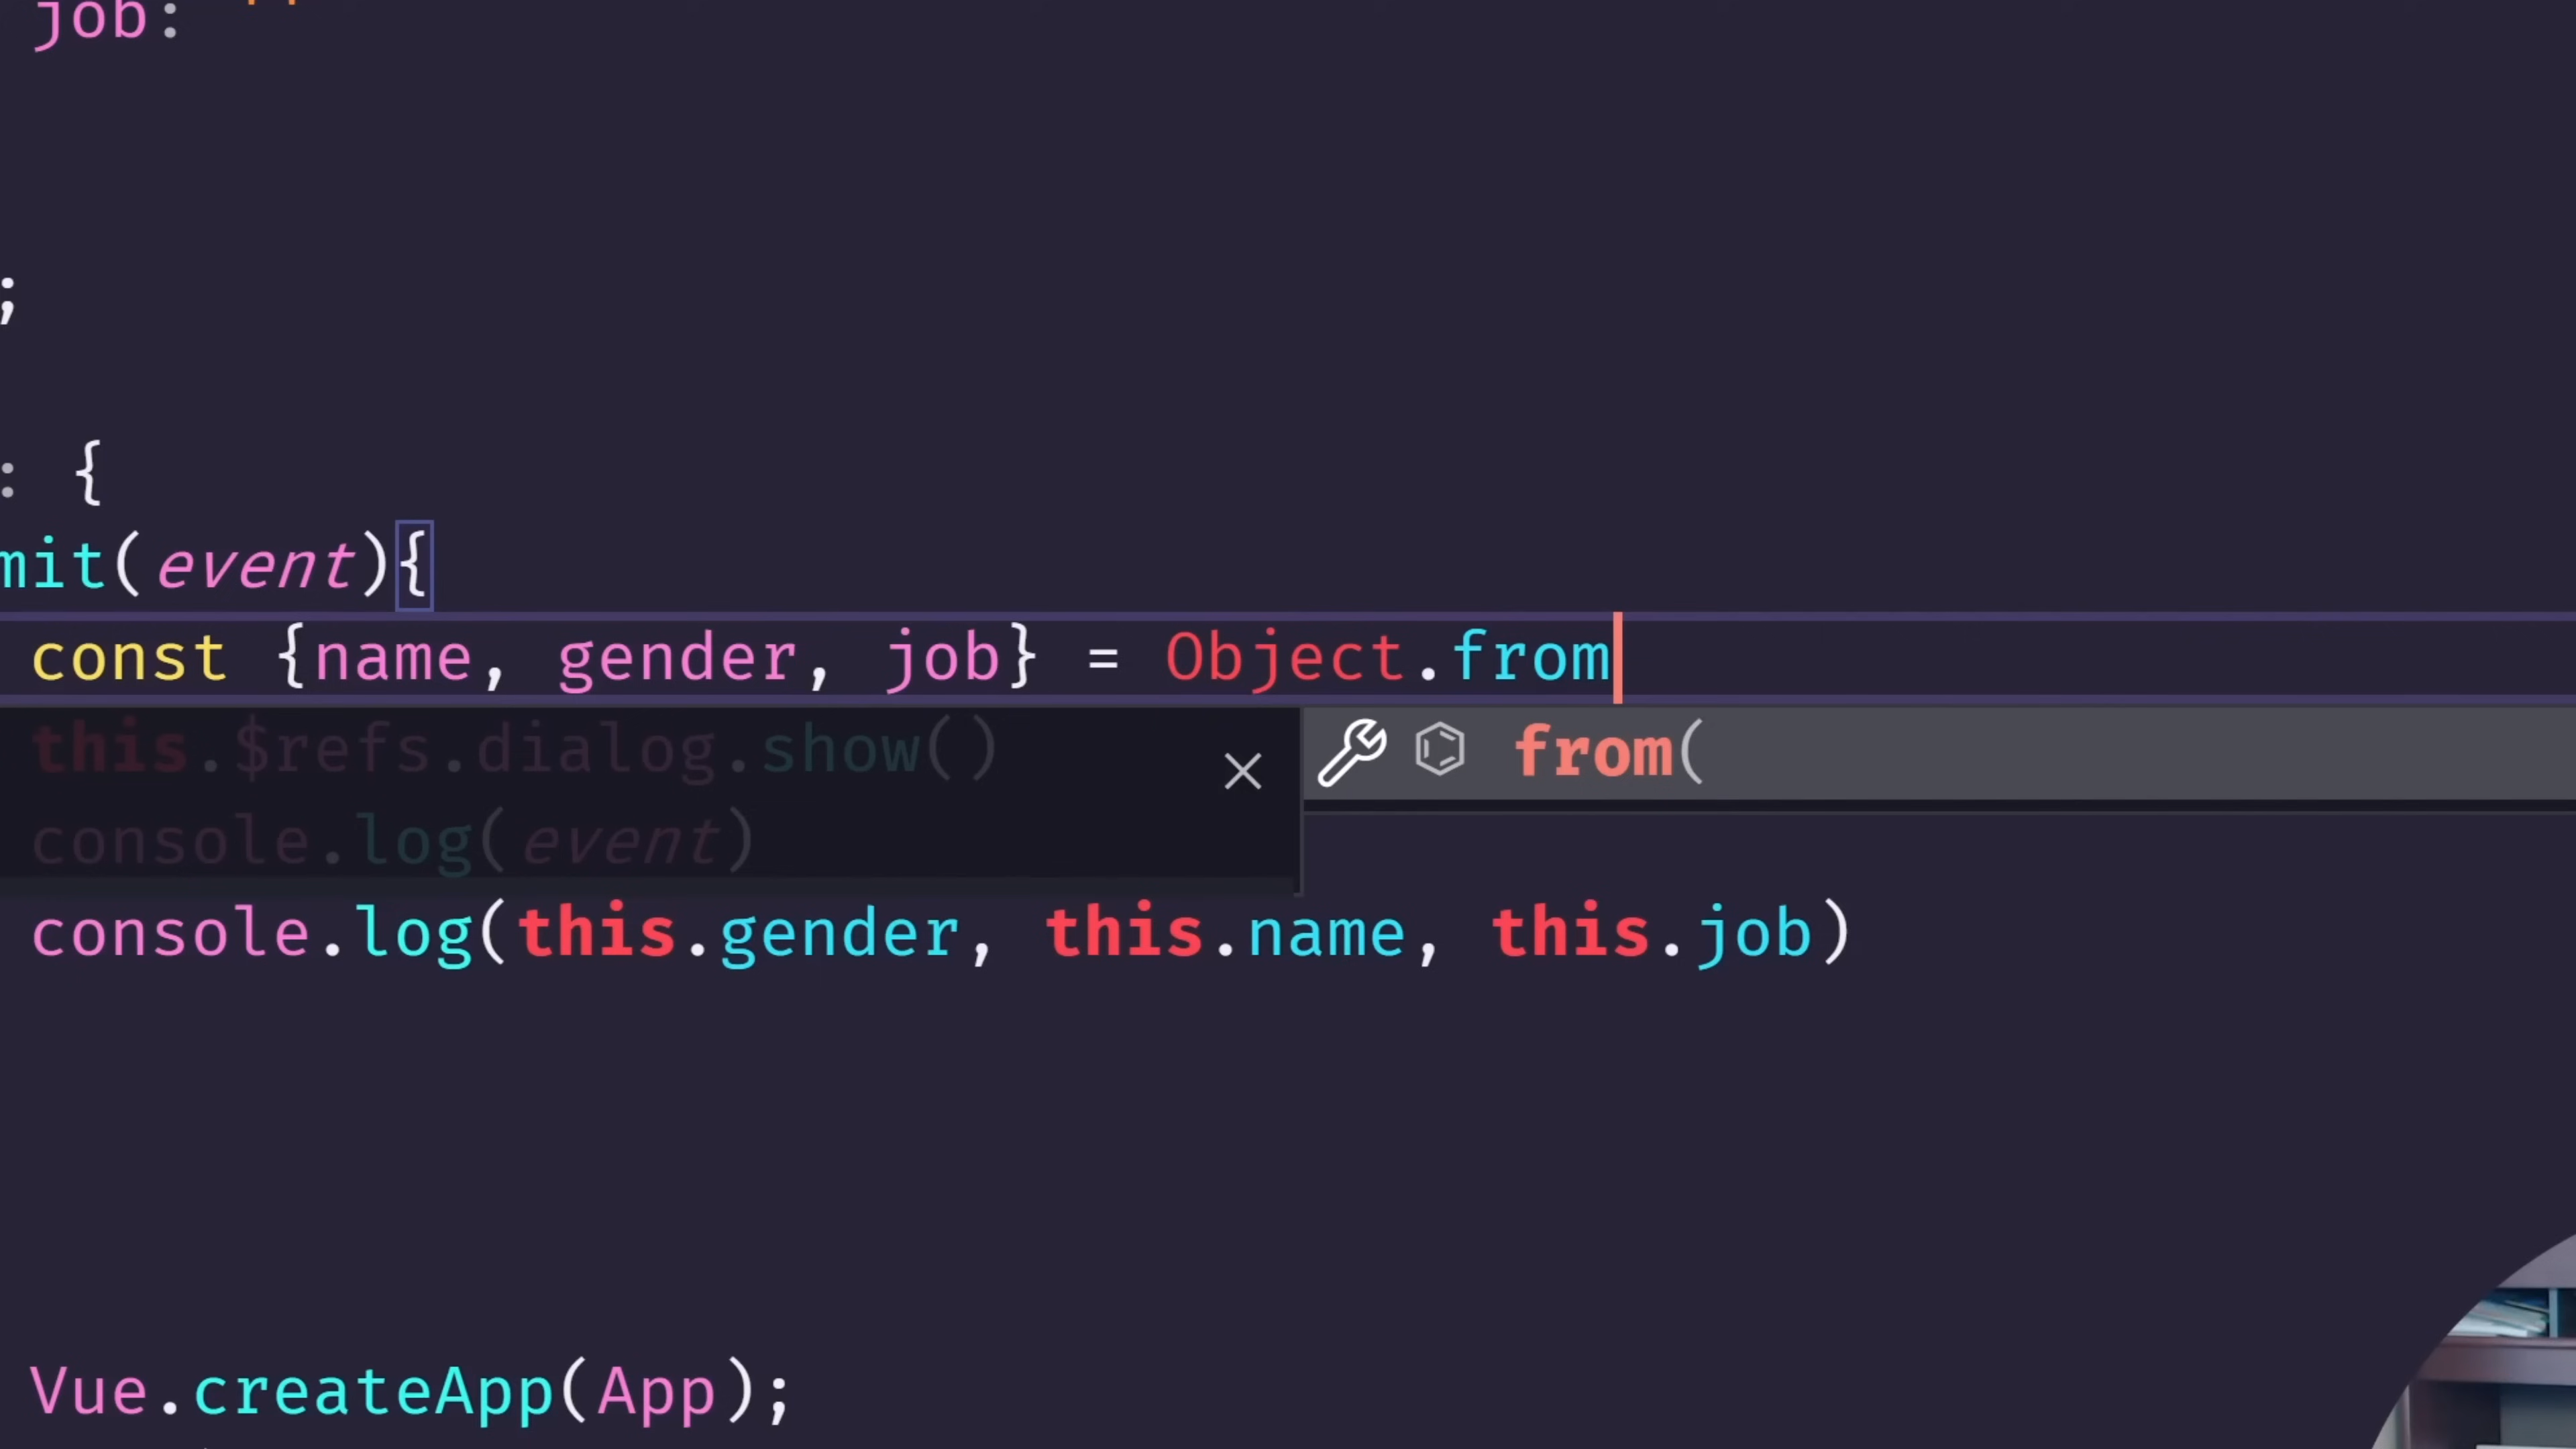 job:
;
: {
mit(event){
const {name, gender, job} = Object.from
this.$refs.dialog.show()
from(
console.log(event)
console.log(this.gender, this.name, this.job)
Vue.createApp(App);